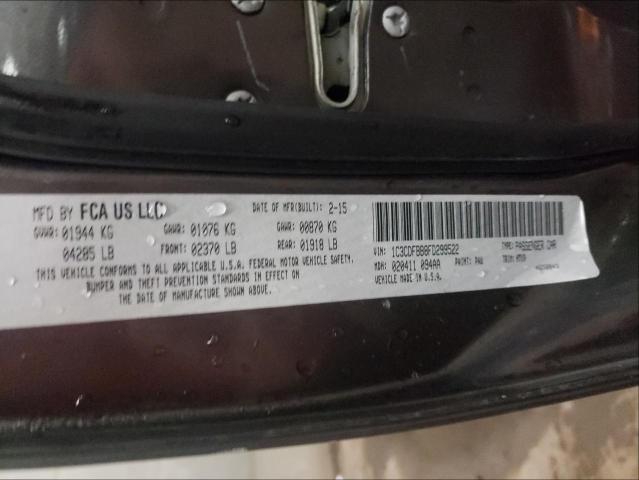 MFD BY FCA US LLC
DATE OF MFR(BUILT): 2-15
GVWR: 01944 KG
GAWR: 01076 KG
GAWR: 00870 KG
04285 LB
FRONT: 02370 LB
REAR: 01918 LB
THIS VEHICLE CONFORMS TO ALL APPLICABLE U.S.A. FEDERAL MOTOR VEHICLE SAFETY,
BUMPER AND THEFT PREVENTION STANDARDS IN EFFECT ON
THE DATE OF MANUFACTURE SHOWN ABOVE.
VIN: 1C3CDFBB8FD299522
TYPE: PASSENGER CAR
MDH: 020411 094AA
PAINT: PAU
TRIM:
VEHICLE MADE IN U.S.A.